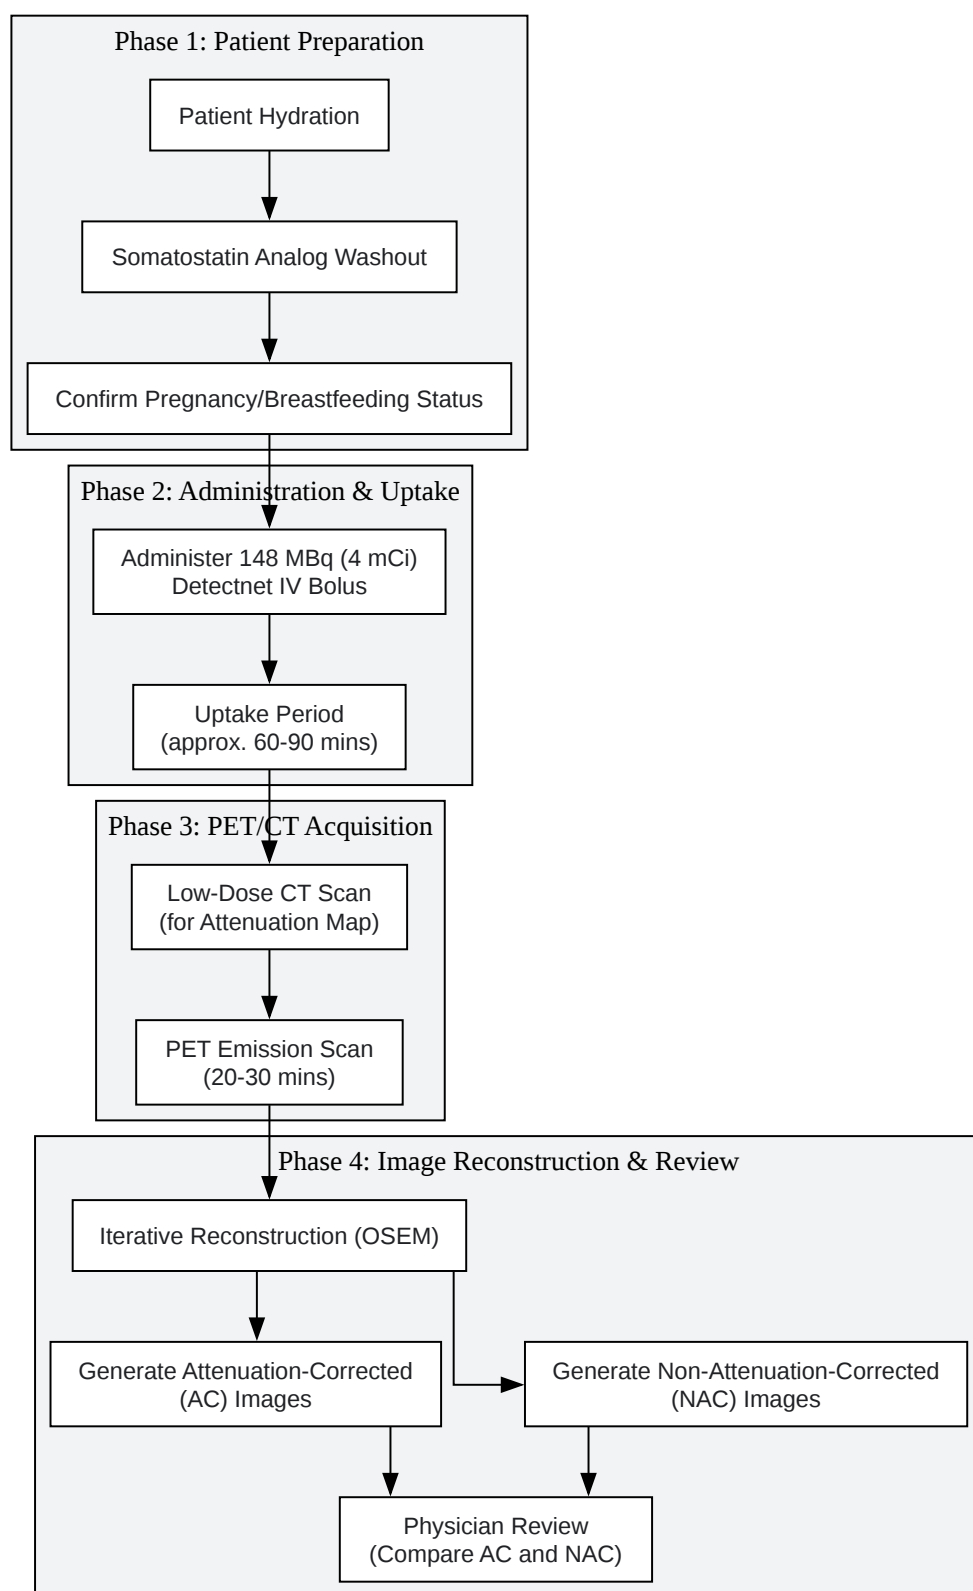 Phase 1: Patient Preparation
Patient Hydration
Somatostatin Analog Washout
Confirm Pregnancy/Breastfeeding Status
Phase 2: Administration & Uptake
Administer 148 MBq (4 mCi)
Detectnet IV Bolus
Uptake Period
(approx. 60-90 mins)
Phase 3: PET/CT Acquisition
Low-Dose CT Scan
(for Attenuation Map)
PET Emission Scan
(20-30 mins)
Phase 4: Image Reconstruction & Review
Iterative Reconstruction (OSEM)
Generate Attenuation-Corrected
(AC) Images
Generate Non-Attenuation-Corrected
(NAC) Images
Physician Review
(Compare AC and NAC)